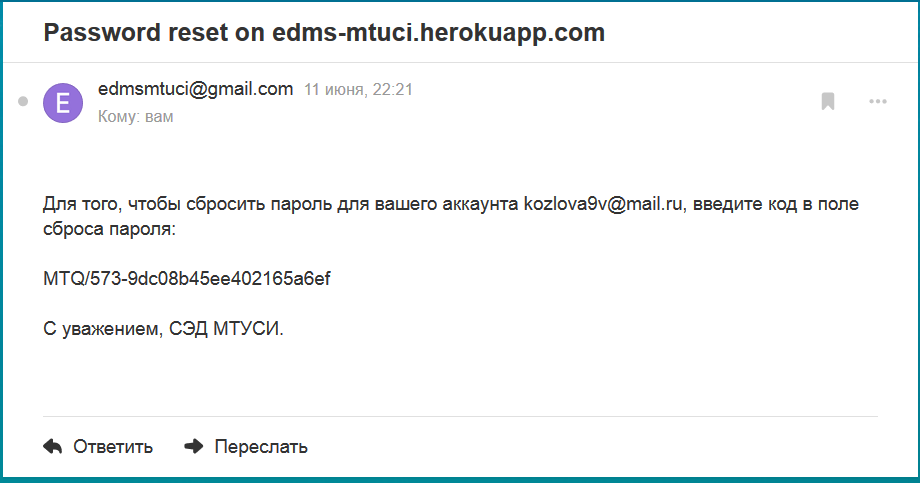 Password reset on edms-mtuci.herokuapp.com
E
edmsmtuci@gmail.com 11 июня, 22:21
Кому: вам
Для того, чтобы сбросить пароль для вашего аккаунта kozlova9v@mail.ru, введите код в поле
сброса пароля:
MTQ/573-9dc08b45ee402165a6ef
С уважением, СЭД МТУСИ.
Ответить Переслать